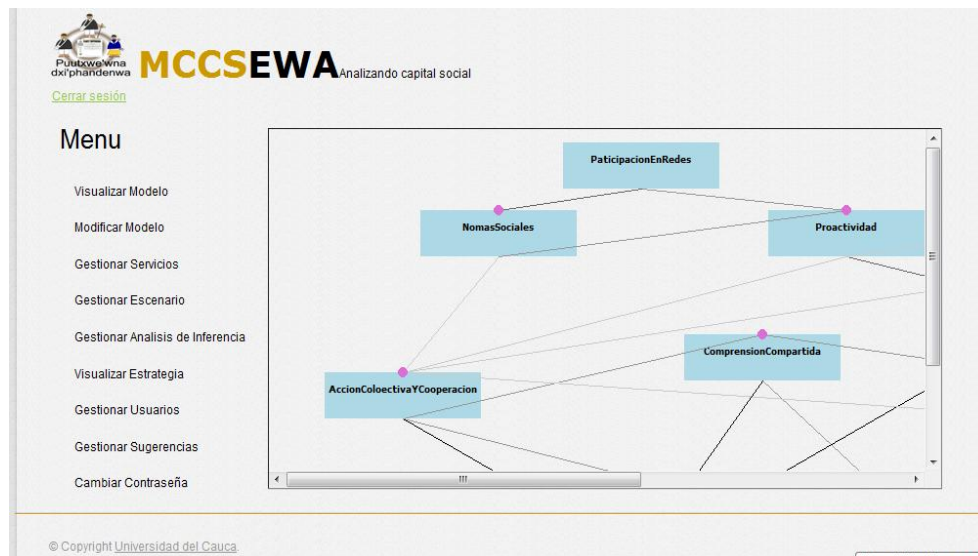 Puutxwe'wna
dxi'phandenwa
MCCSEWA Analizando capital social
Cerrar sesión
Menu
Visualizar Modelo
Modificar Modelo
Gestionar Servicios
Gestionar Escenario
Gestionar Analisis de Inferencia
Visualizar Estrategia
Gestionar Usuarios
Gestionar Sugerencias
Cambiar Contraseña
PaticipacionEnRedes
NomasSociales
Proactividad
ComprensionCompartida
AccionColoectivaYCooperacion
© Copyright Universidad del Cauca.